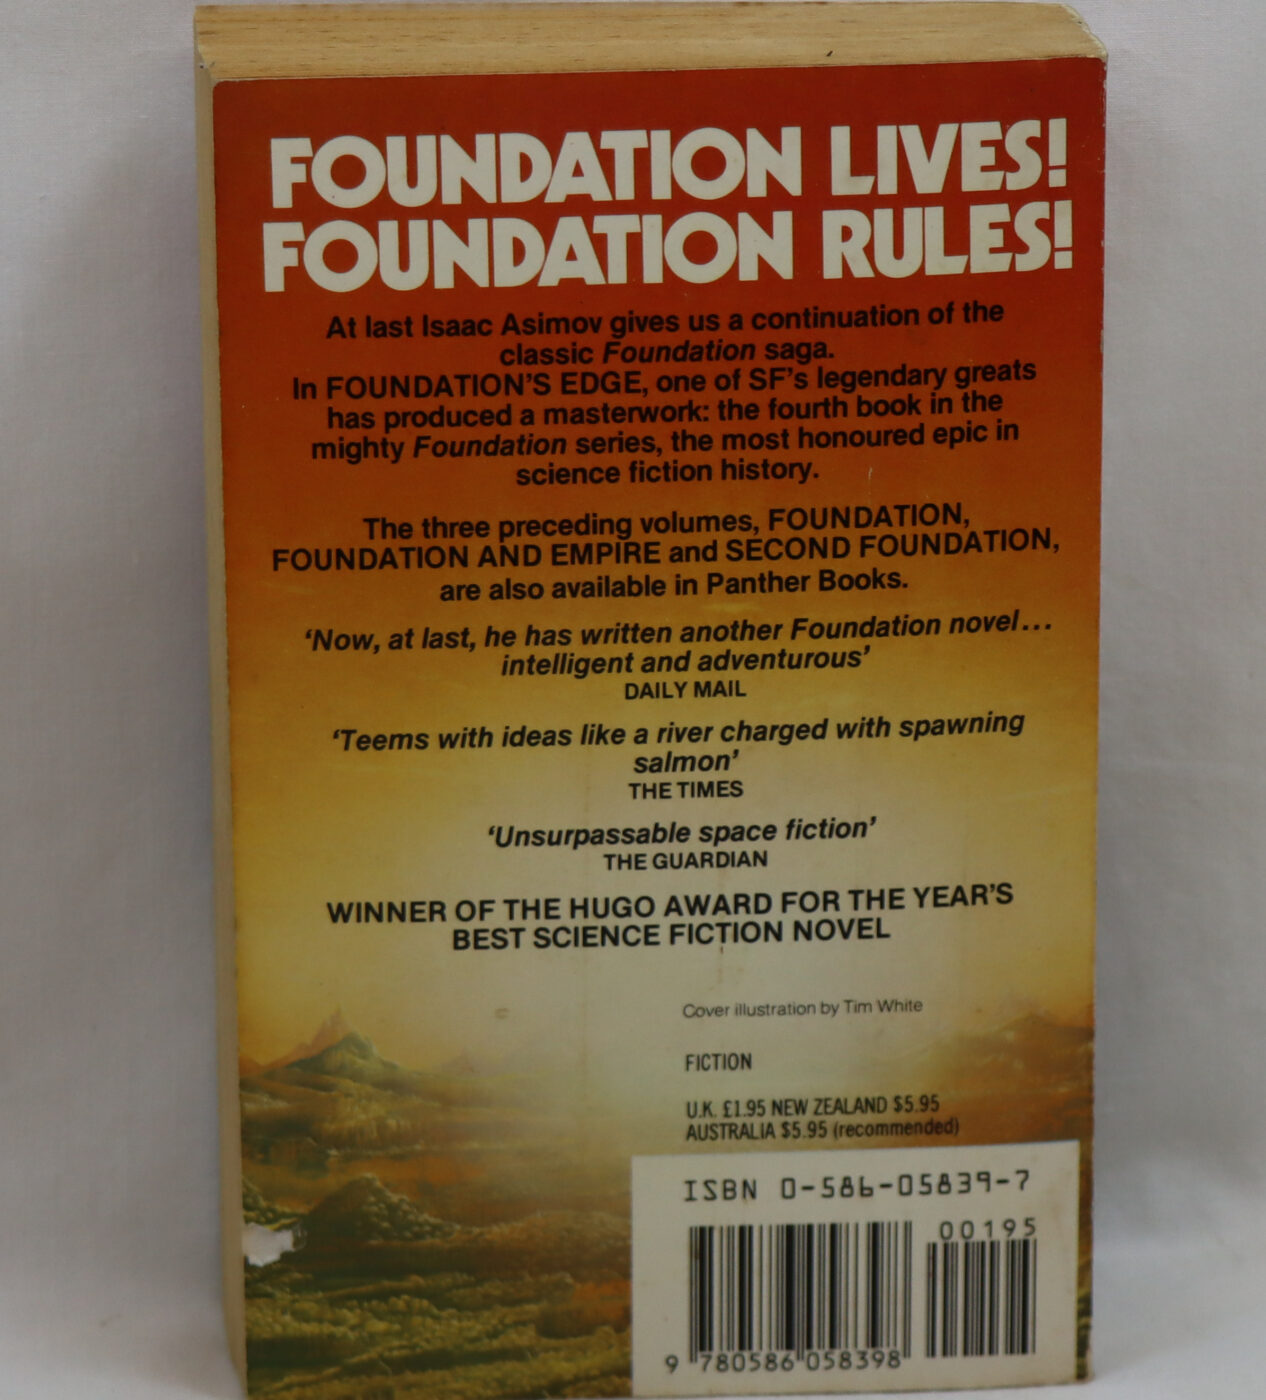 FOUNDATION LIVES!
FOUNDATION RULES!
At last Isaac Asimov gives us a continuation of the
classic Foundation saga.
In FOUNDATION'S EDGE, one of SF's legendary greats
has produced a masterwork: the fourth book in the
mighty Foundation series, the most honoured epic in
science fiction history.
The three preceding volumes, FOUNDATION,
FOUNDATION AND EMPIRE and SECOND FOUNDATION,
are also available in Panther Books.
‘Now, at last, he has written another Foundation novel...
intelligent and adventurous’
DAILY MAIL
‘Teems with ideas like a river charged with spawning
salmon’
THE TIMES
‘Unsurpassable space fiction’
THE GUARDIAN
WINNER OF THE HUGO AWARD FOR THE YEAR'S
BEST SCIENCE FICTION NOVEL
Cover illustration by Tim White
FICTION
U.K. £1.95 NEW ZEALAND $5.95
AUSTRALIA $5.95 (recommended)
ISBN 0-586-05839-7
00195
9 780586 058398